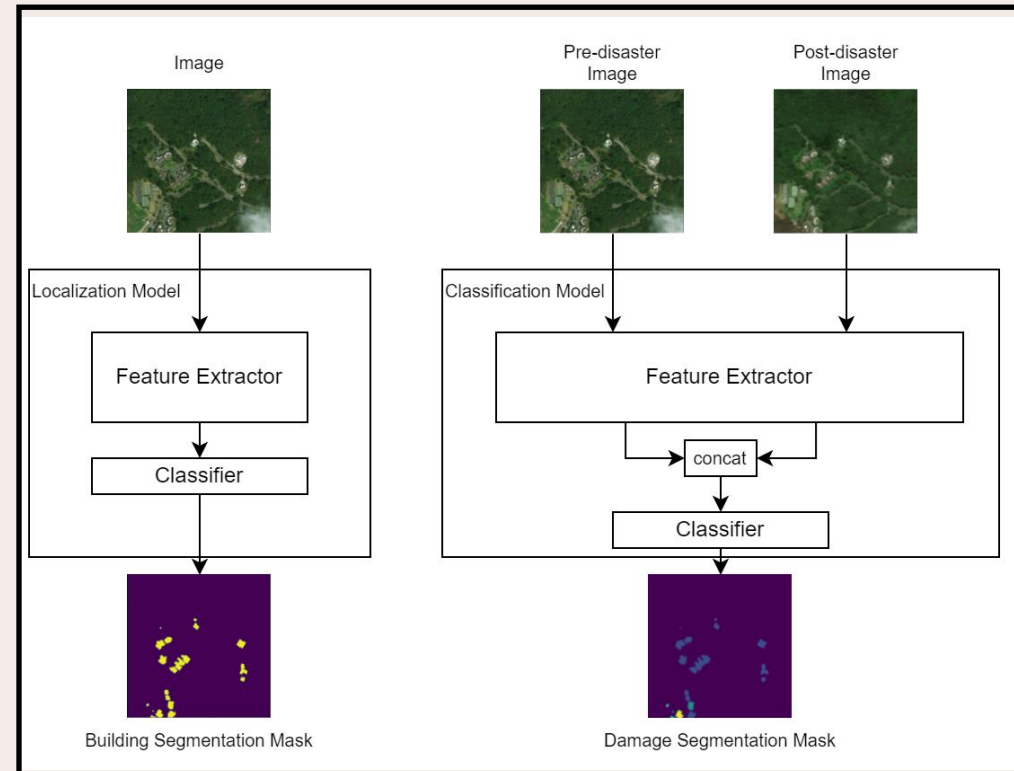 Image
Localization Model
Feature Extractor
Classifier
Building Segmentation Mask
Pre-disaster
Image
Post-disaster
Image
Classification Model
Feature Extractor
concat
Classifier
Damage Segmentation Mask